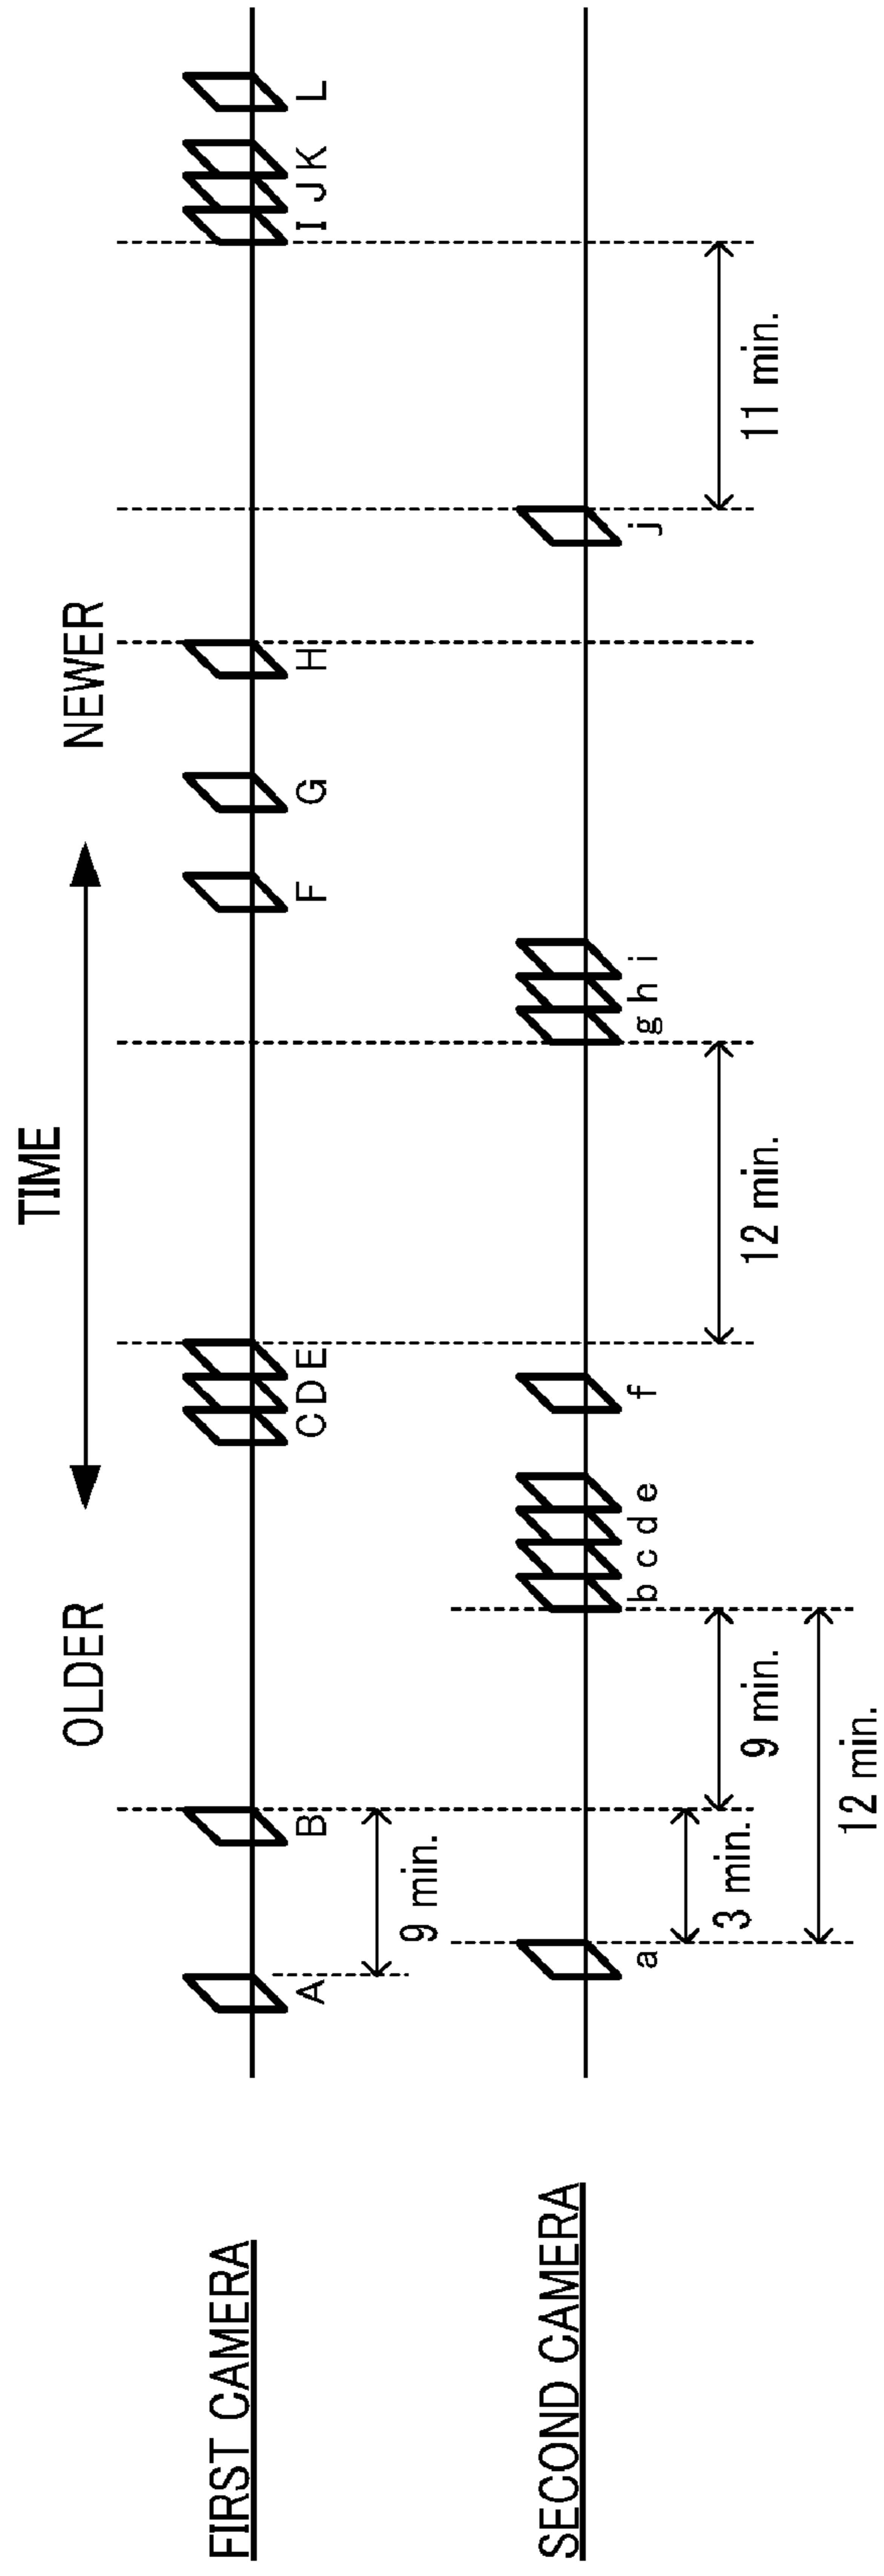 TIME
OLDER NEWER
FIRST CAMERA
A B C D E F G H I J K L
9 min.
SECOND CAMERA
a b c d e f g h i j
3 min. 9 min. 12 min. 11 min.
12 min.